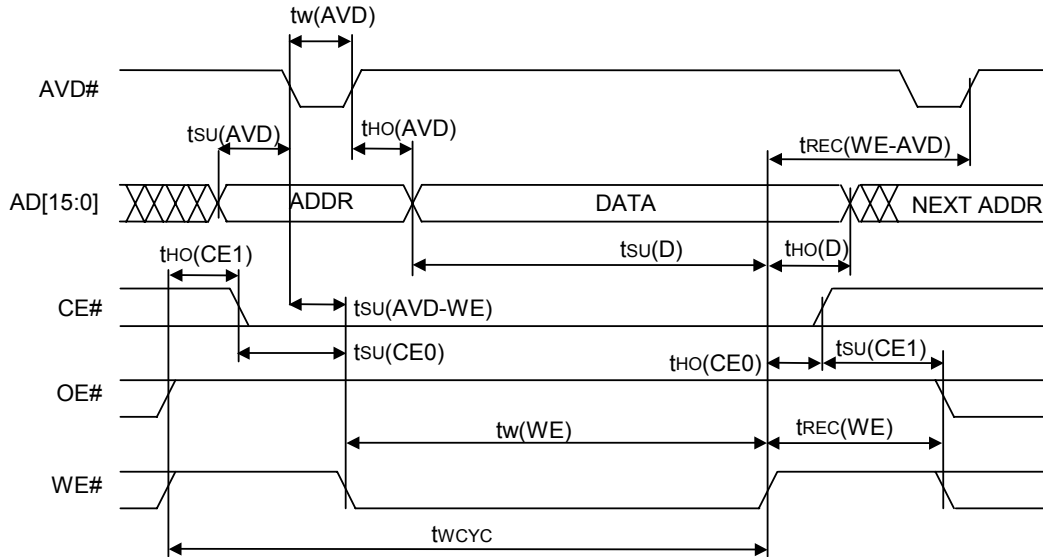 tw(AVD)
AVD#
tSU(AVD)
tHO(AVD)
tREC(WE-AVD)
AD[15:0]
ADDR
DATA
NEXT ADDR
tHO(CE1)
tSU(D)
tHO(D)
CE#
tSU(AVD-WE)
tSU(CE0)
tHO(CE0)
tSU(CE1)
OE#
tw(WE)
tREC(WE)
WE#
tWCYC